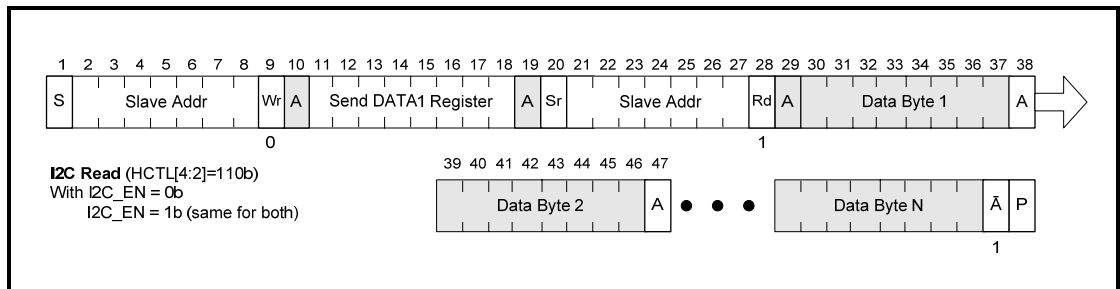 1 2 3 4 5 6 7 8 9 10 11 12 13 14 15 16 17 18 19 20 21 22 23 24 25 26 27 28 29 30 31 32 33 34 35 36 37 38
S Slave Addr Wr A Send DATA1 Register A Sr Slave Addr Rd A Data Byte 1 A
0 1
I2C Read (HCTL[4:2]=110b)
With I2C_EN = 0b
I2C_EN = 1b (same for both)
39 40 41 42 43 44 45 46 47
Data Byte 2 A ● ● ● Data Byte N Ā P
1